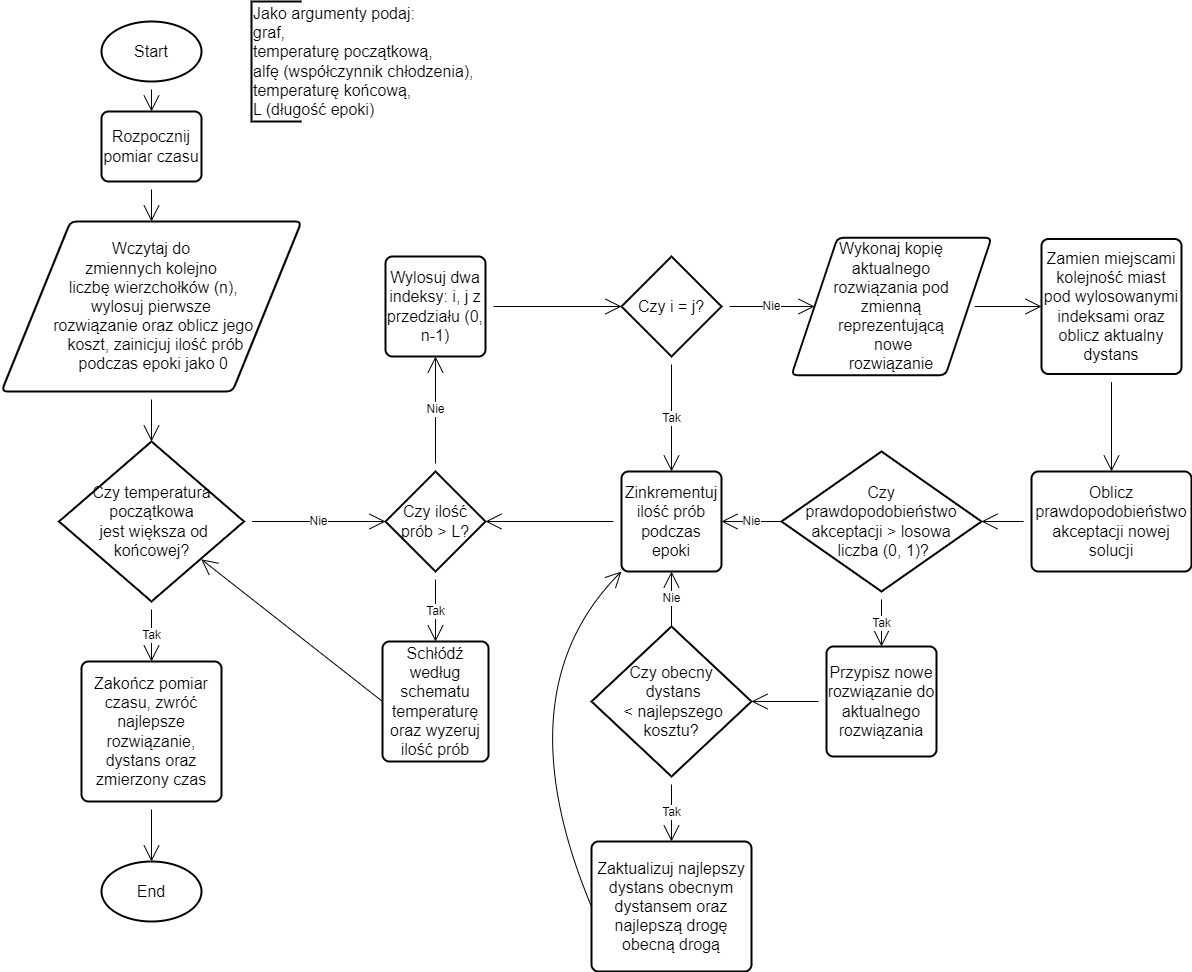 Jako argumenty podaj:
graf,
temperaturę początkową,
alfę (współczynnik chłodzenia),
temperaturę końcową,
L (długość epoki)
Start
Rozpocznij
pomiar czasu
Wczytaj do
zmiennych kolejno
liczbę wierzchołków (n),
wylosuj pierwsze
rozwiązanie oraz oblicz jego
koszt, zainicjuj ilość prób
podczas epoki jako 0
Czy temperatura
początkowa
jest większa od
końcowej?
Nie
Tak
Zakończ pomiar
czasu, zwróć
najlepsze
rozwiązanie,
dystans oraz
zmierzony czas
End
Czy ilość
prób > L?
Nie
Tak
Schłódź
według
schematu
temperaturę
oraz wyzeruj
ilość prób
Wylosuj dwa
indeksy: i, j z
przedziału (0,
n-1)
Czy i = j?
Nie
Tak
Wykonaj kopię
aktualnego
rozwiązania pod
zmienną
reprezentującą
nowe
rozwiązanie
Zamien miejscami
kolejność miast
pod wylosowanymi
indeksami oraz
oblicz aktualny
dystans
Oblicz
prawdopodobieństwo
akceptacji nowej
solucji
Czy
prawdopodobieństwo
akceptacji > losowa
liczba (0, 1)?
Nie
Tak
Zinkrementuj
ilość prób
podczas
epoki
Przypisz nowe
rozwiązanie do
aktualnego
rozwiązania
Czy obecny
dystans
< najlepszego
kosztu?
Nie
Tak
Zaktualizuj najlepszy
dystans obecnym
dystansem oraz
najlepszą drogę
obecną drogą